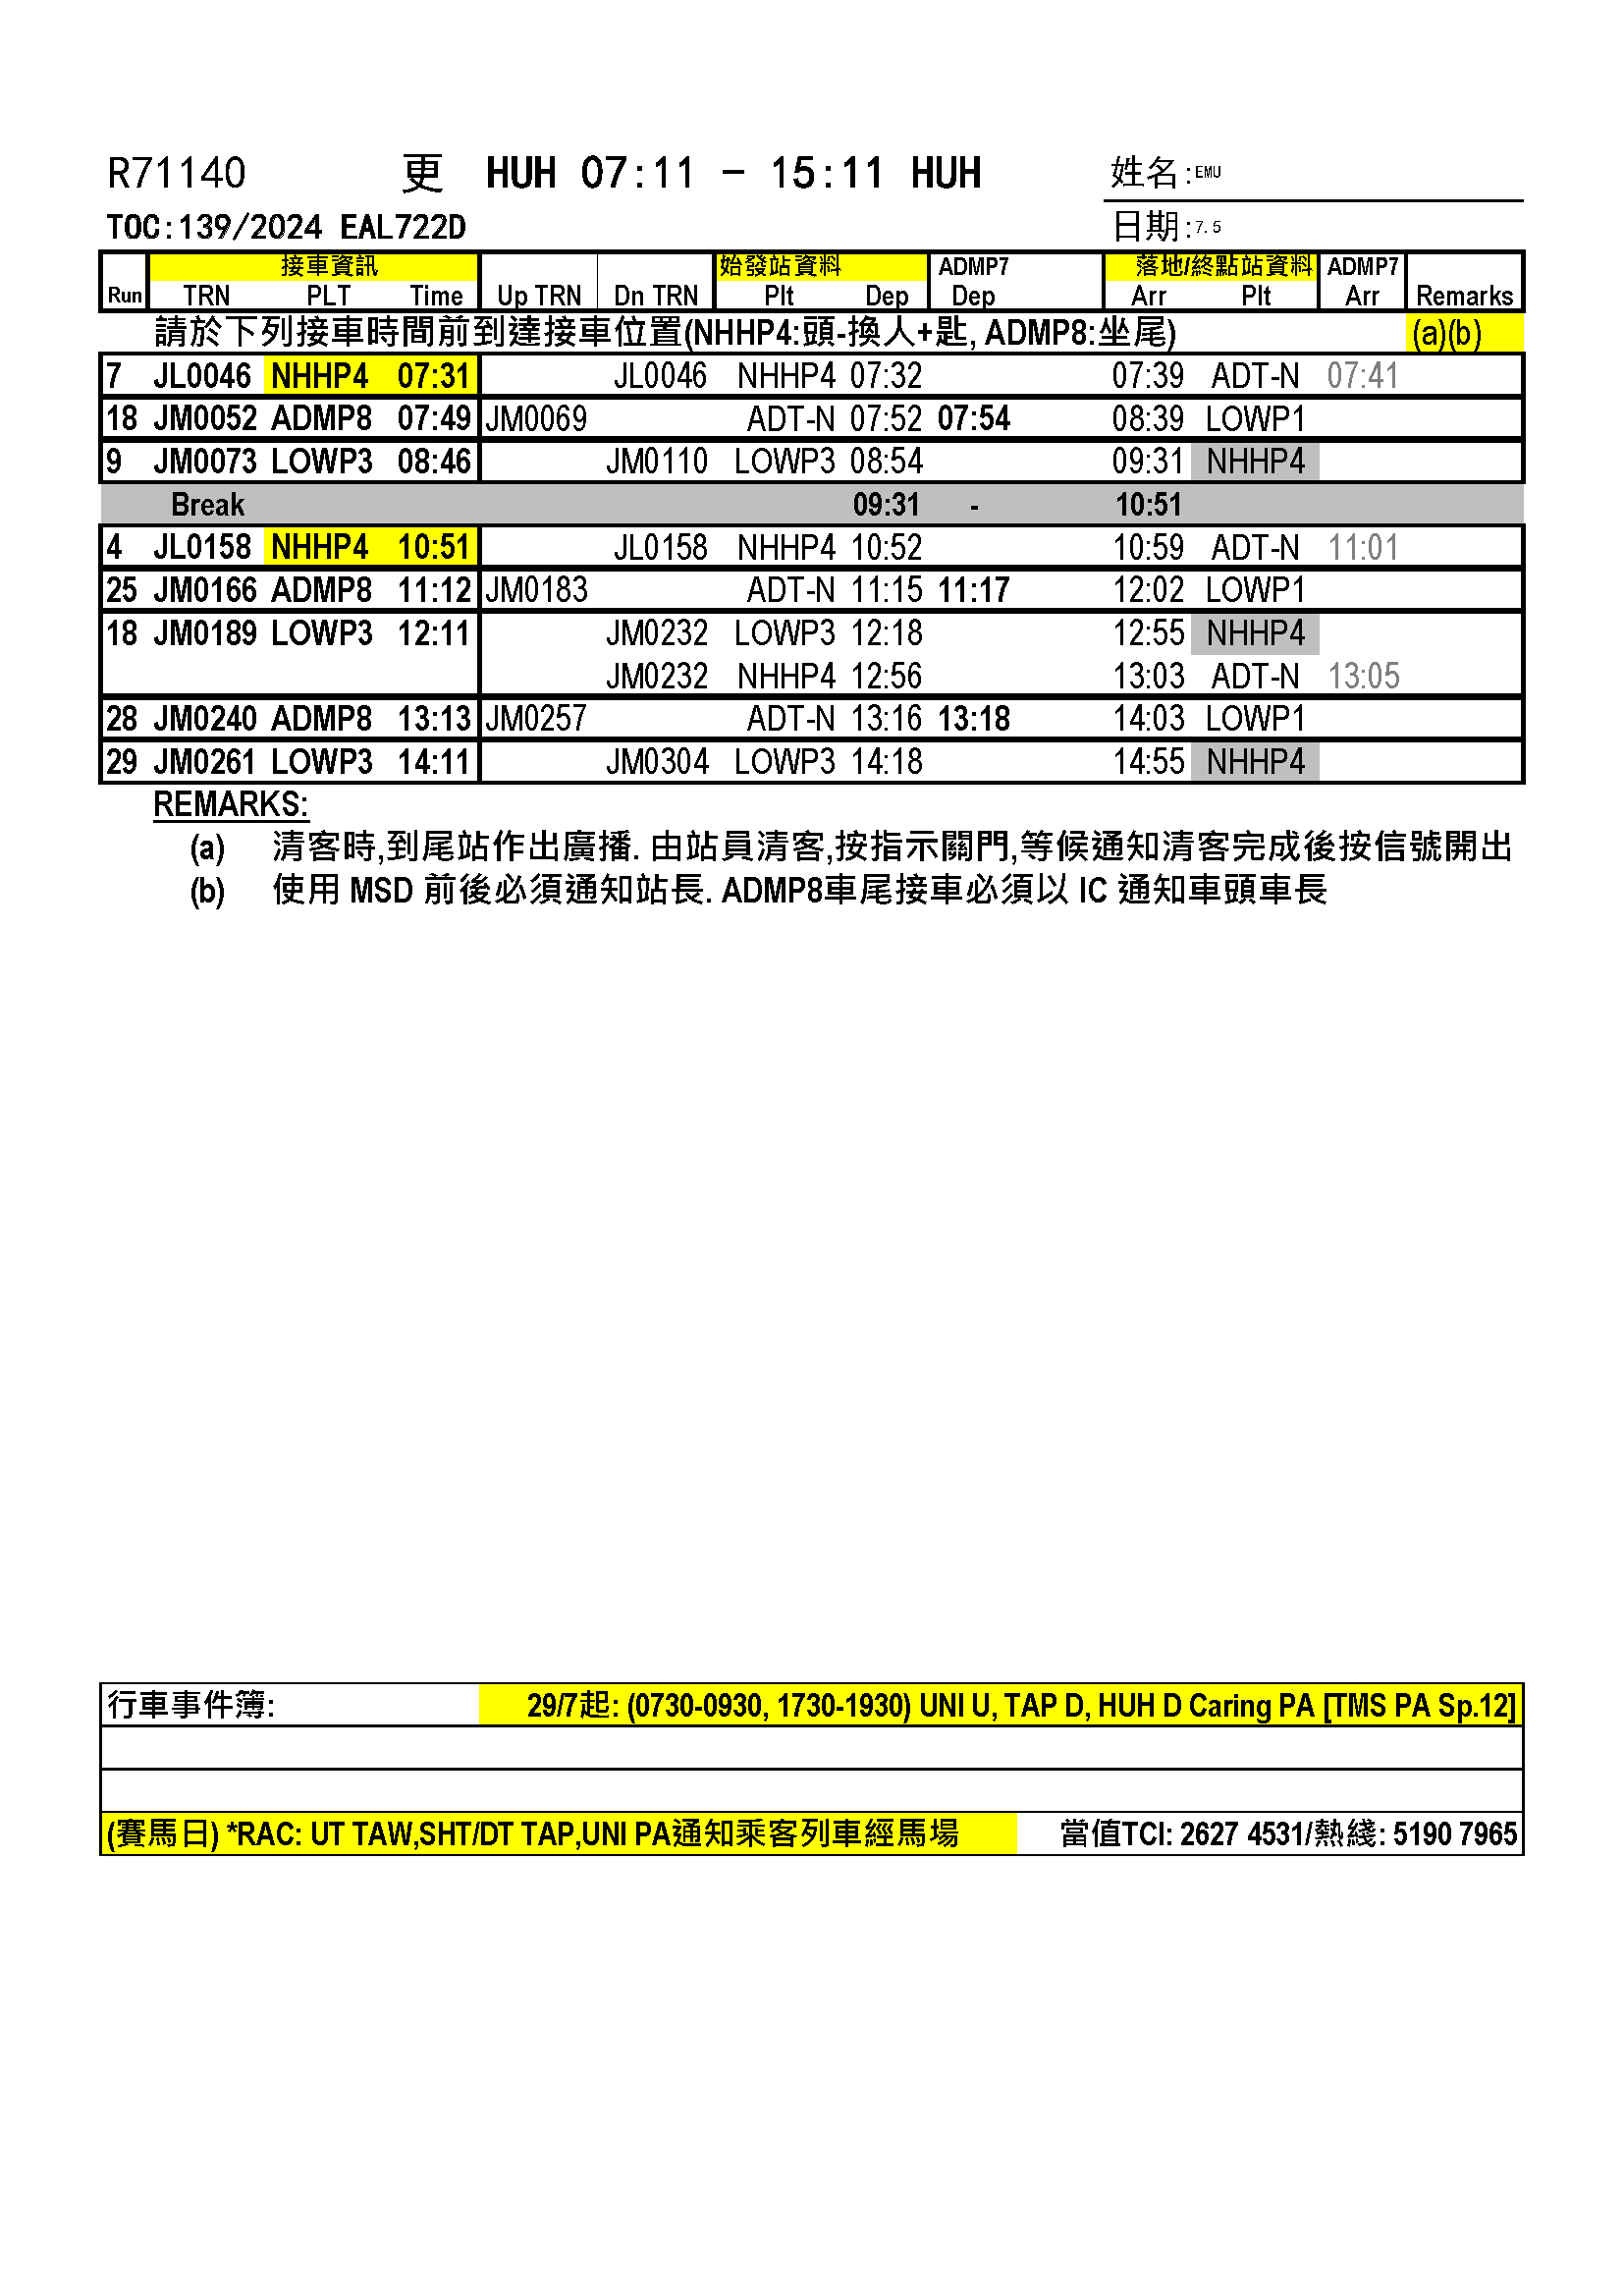 R71140 更 HUH 07:11 - 15:11 HUH 姓名:EMU
TOC:139/2024 EAL722D 日期:7.5
接車資訊 始發站資料 ADMP7 落地/終點站資料 ADMP7
Run TRN PLT Time Up TRN Dn TRN Plt Dep Dep Arr Plt Arr Remarks
請於下列接車時間前到達接車位置(NHHP4:頭-換人+匙, ADMP8:坐尾) (a)(b)
7 JL0046 NHHP4 07:31 JL0046 NHHP4 07:32 07:39 ADT-N 07:41
18 JM0052 ADMP8 07:49 JM0069 ADT-N 07:52 07:54 08:39 LOWP1
9 JM0073 LOWP3 08:46 JM0110 LOWP3 08:54 09:31 NHHP4
Break 09:31 - 10:51
4 JL0158 NHHP4 10:51 JL0158 NHHP4 10:52 10:59 ADT-N 11:01
25 JM0166 ADMP8 11:12 JM0183 ADT-N 11:15 11:17 12:02 LOWP1
18 JM0189 LOWP3 12:11 JM0232 LOWP3 12:18 12:55 NHHP4
JM0232 NHHP4 12:56 13:03 ADT-N 13:05
28 JM0240 ADMP8 13:13 JM0257 ADT-N 13:16 13:18 14:03 LOWP1
29 JM0261 LOWP3 14:11 JM0304 LOWP3 14:18 14:55 NHHP4
REMARKS:
(a) 清客時,到尾站作出廣播. 由站員清客,按指示關門,等候通知清客完成後按信號開出
(b) 使用 MSD 前後必須通知站長. ADMP8車尾接車必須以 IC 通知車頭車長
行車事件簿: 29/7起: (0730-0930, 1730-1930) UNI U, TAP D, HUH D Caring PA [TMS PA Sp.12]
(賽馬日) *RAC: UT TAW,SHT/DT TAP,UNI PA通知乘客列車經馬場 當值TCI: 2627 4531/熱綫: 5190 7965